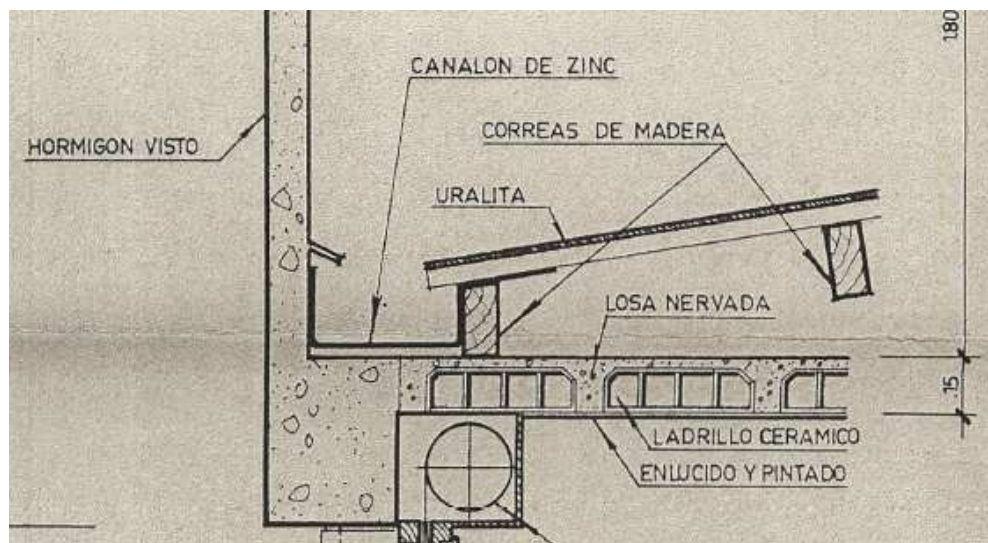 180
CANALON DE ZINC
HORMIGON VISTO
CORREAS DE MADERA
URALITA
LOSA NERVADA
15
LADRILLO CERAMICO
ENLUCIDO Y PINTADO